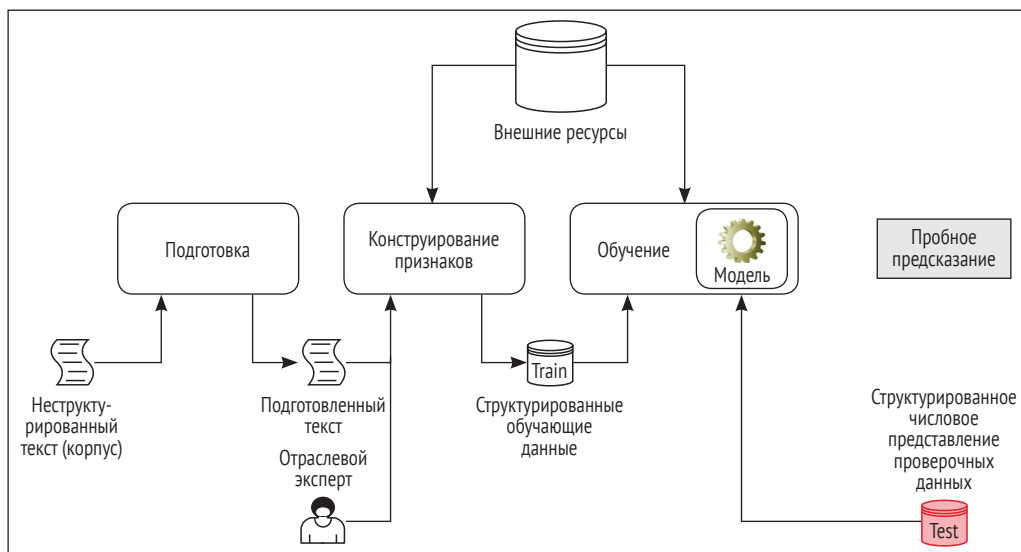 Внешние ресурсы
Подготовка
Конструирование
признаков
Обучение
Модель
Пробное
предсказание
Неструкту-
рированный
текст (корпус)
Подготовленный
текст
Отраслевой
эксперт
Train
Структурированные
обучающие
данные
Структурированное
числовое
представление
проверочных
данных
Test